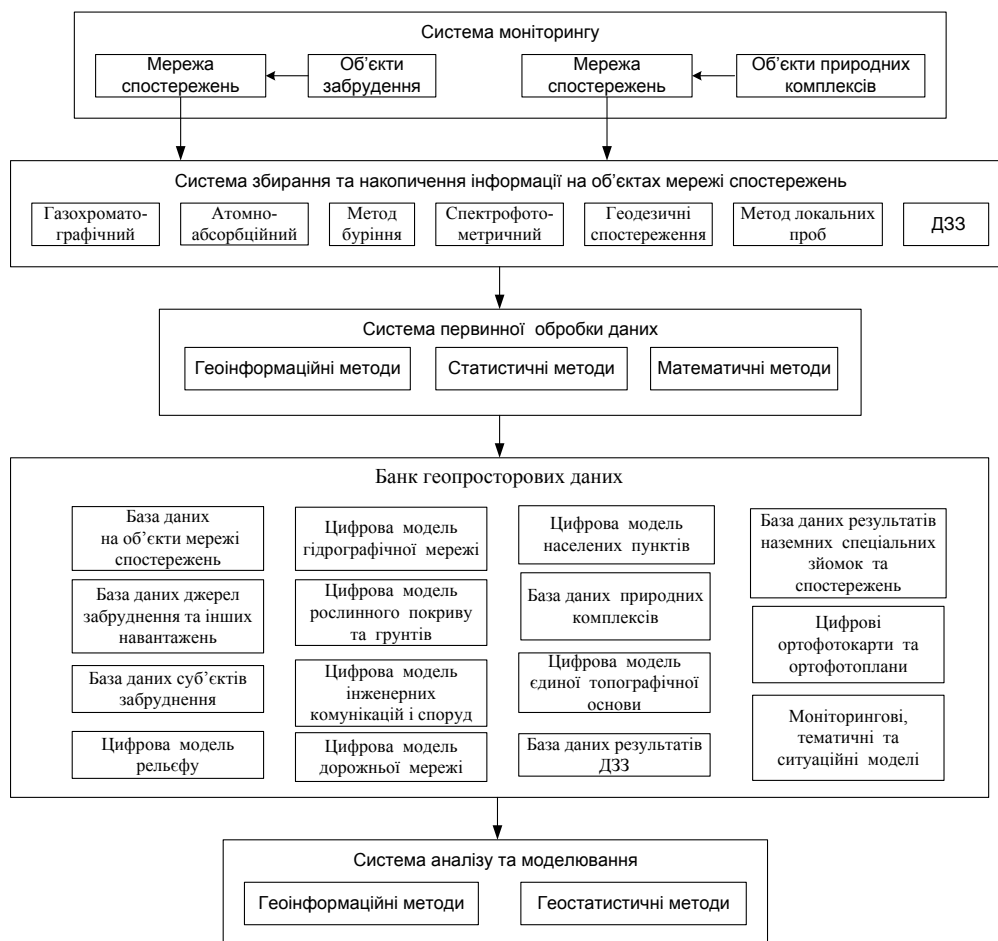 Система моніторингу
Мережа
спостережень
Об’єкти
забрудення
Мережа
спостережень
Об’єкти природних
комплексів
Система збирання та накопичення інформації на об’єктах мережі спостережень
Газохромато-
графічний
Атомно-
абсорбційний
Метод
буріння
Спектрофото-
метричний
Геодезичні
спостереження
Метод локальних
проб
ДЗЗ
Система первинної обробки даних
Геоінформаційні методи
Статистичні методи
Математичні методи
Банк геопросторових даних
База даних
на об’єкти мережі
спостережень
База даних джерел
забруднення та інших
навантажень
База даних суб’єктів
забруднення
Цифрова модель
рельєфу
Цифрова модель
гідрографічної мережі
Цифрова модель
рослинного покриву
та грунтів
Цифрова модель
інженерних
комунікацій і споруд
Цифрова модель
дорожньої мережі
Цифрова модель
населених пунктів
База даних природних
комплексів
Цифрова модель
єдиної топографічної
основи
База даних результатів
ДЗЗ
База даних результатів
наземних спеціальних
зйомок та
спостережень
Цифрові
ортофотокарти та
ортофотоплани
Моніторингові,
тематичні та
ситуаційні моделі
Система аналізу та моделювання
Геоінформаційні методи
Геостатистичні методи